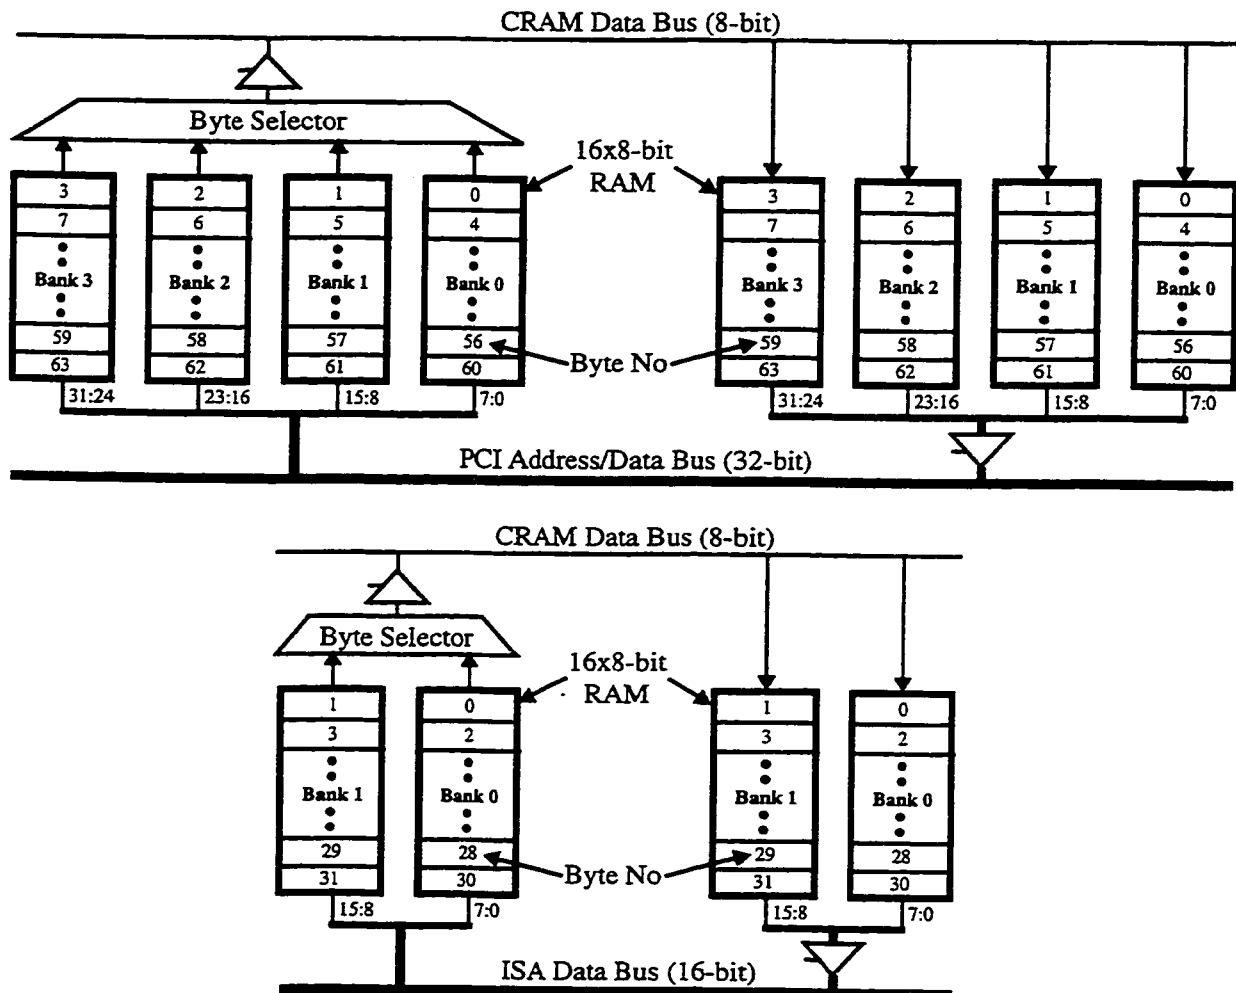 CRAM Data Bus (8-bit)
Byte Selector
16x8-bit
RAM
3 2 1 0 3 2 1 0
7 6 5 4 7 6 5 4
Bank 3 Bank 2 Bank 1 Bank 0 Bank 3 Bank 2 Bank 1 Bank 0
59 58 57 56 Byte No 59 58 57 56
63 62 61 60 63 62 61 60
31:24 23:16 15:8 7:0 31:24 23:16 15:8 7:0
PCI Address/Data Bus (32-bit)
CRAM Data Bus (8-bit)
Byte Selector
16x8-bit
RAM
1 0 1 0
3 2 3 2
Bank 1 Bank 0 Bank 1 Bank 0
29 28 Byte No 29 28
31 30 31 30
15:8 7:0 15:8 7:0
ISA Data Bus (16-bit)